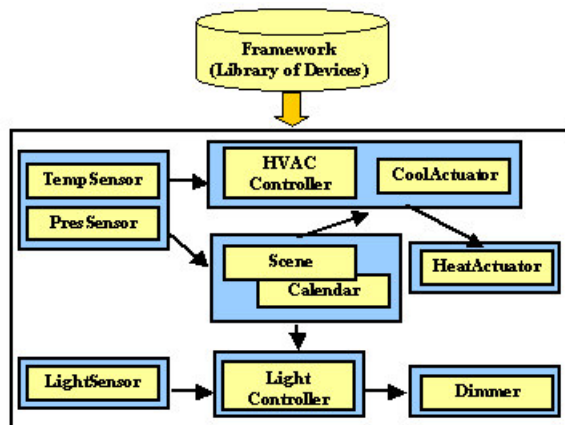 Framework
(Library of Devices)
TempSensor
PresSensor
HVAC
Controller
CoolActuator
Scene
Calendar
HeatActuator
LightSensor
Light
Controller
Dimmer